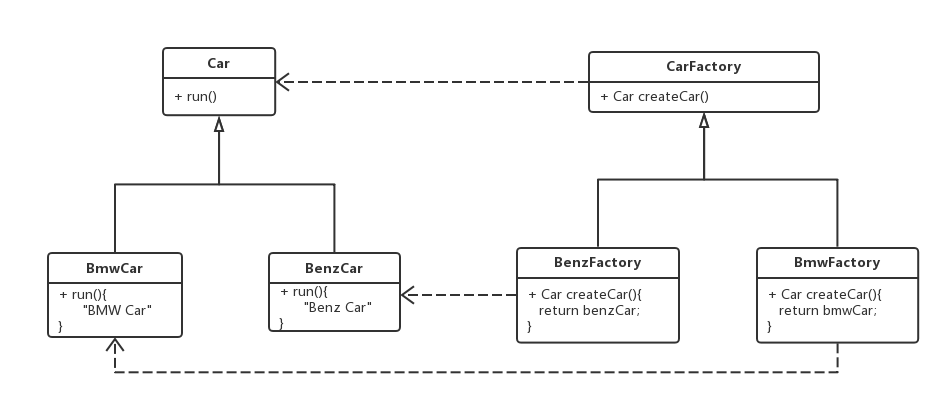 Car
+ run()
CarFactory
+ Car createCar()
BmwCar
+ run(){
"BMW Car"
}
BenzCar
+ run(){
"Benz Car"
}
BenzFactory
+ Car createCar(){
return benzCar;
}
BmwFactory
+ Car createCar(){
return bmwCar;
}